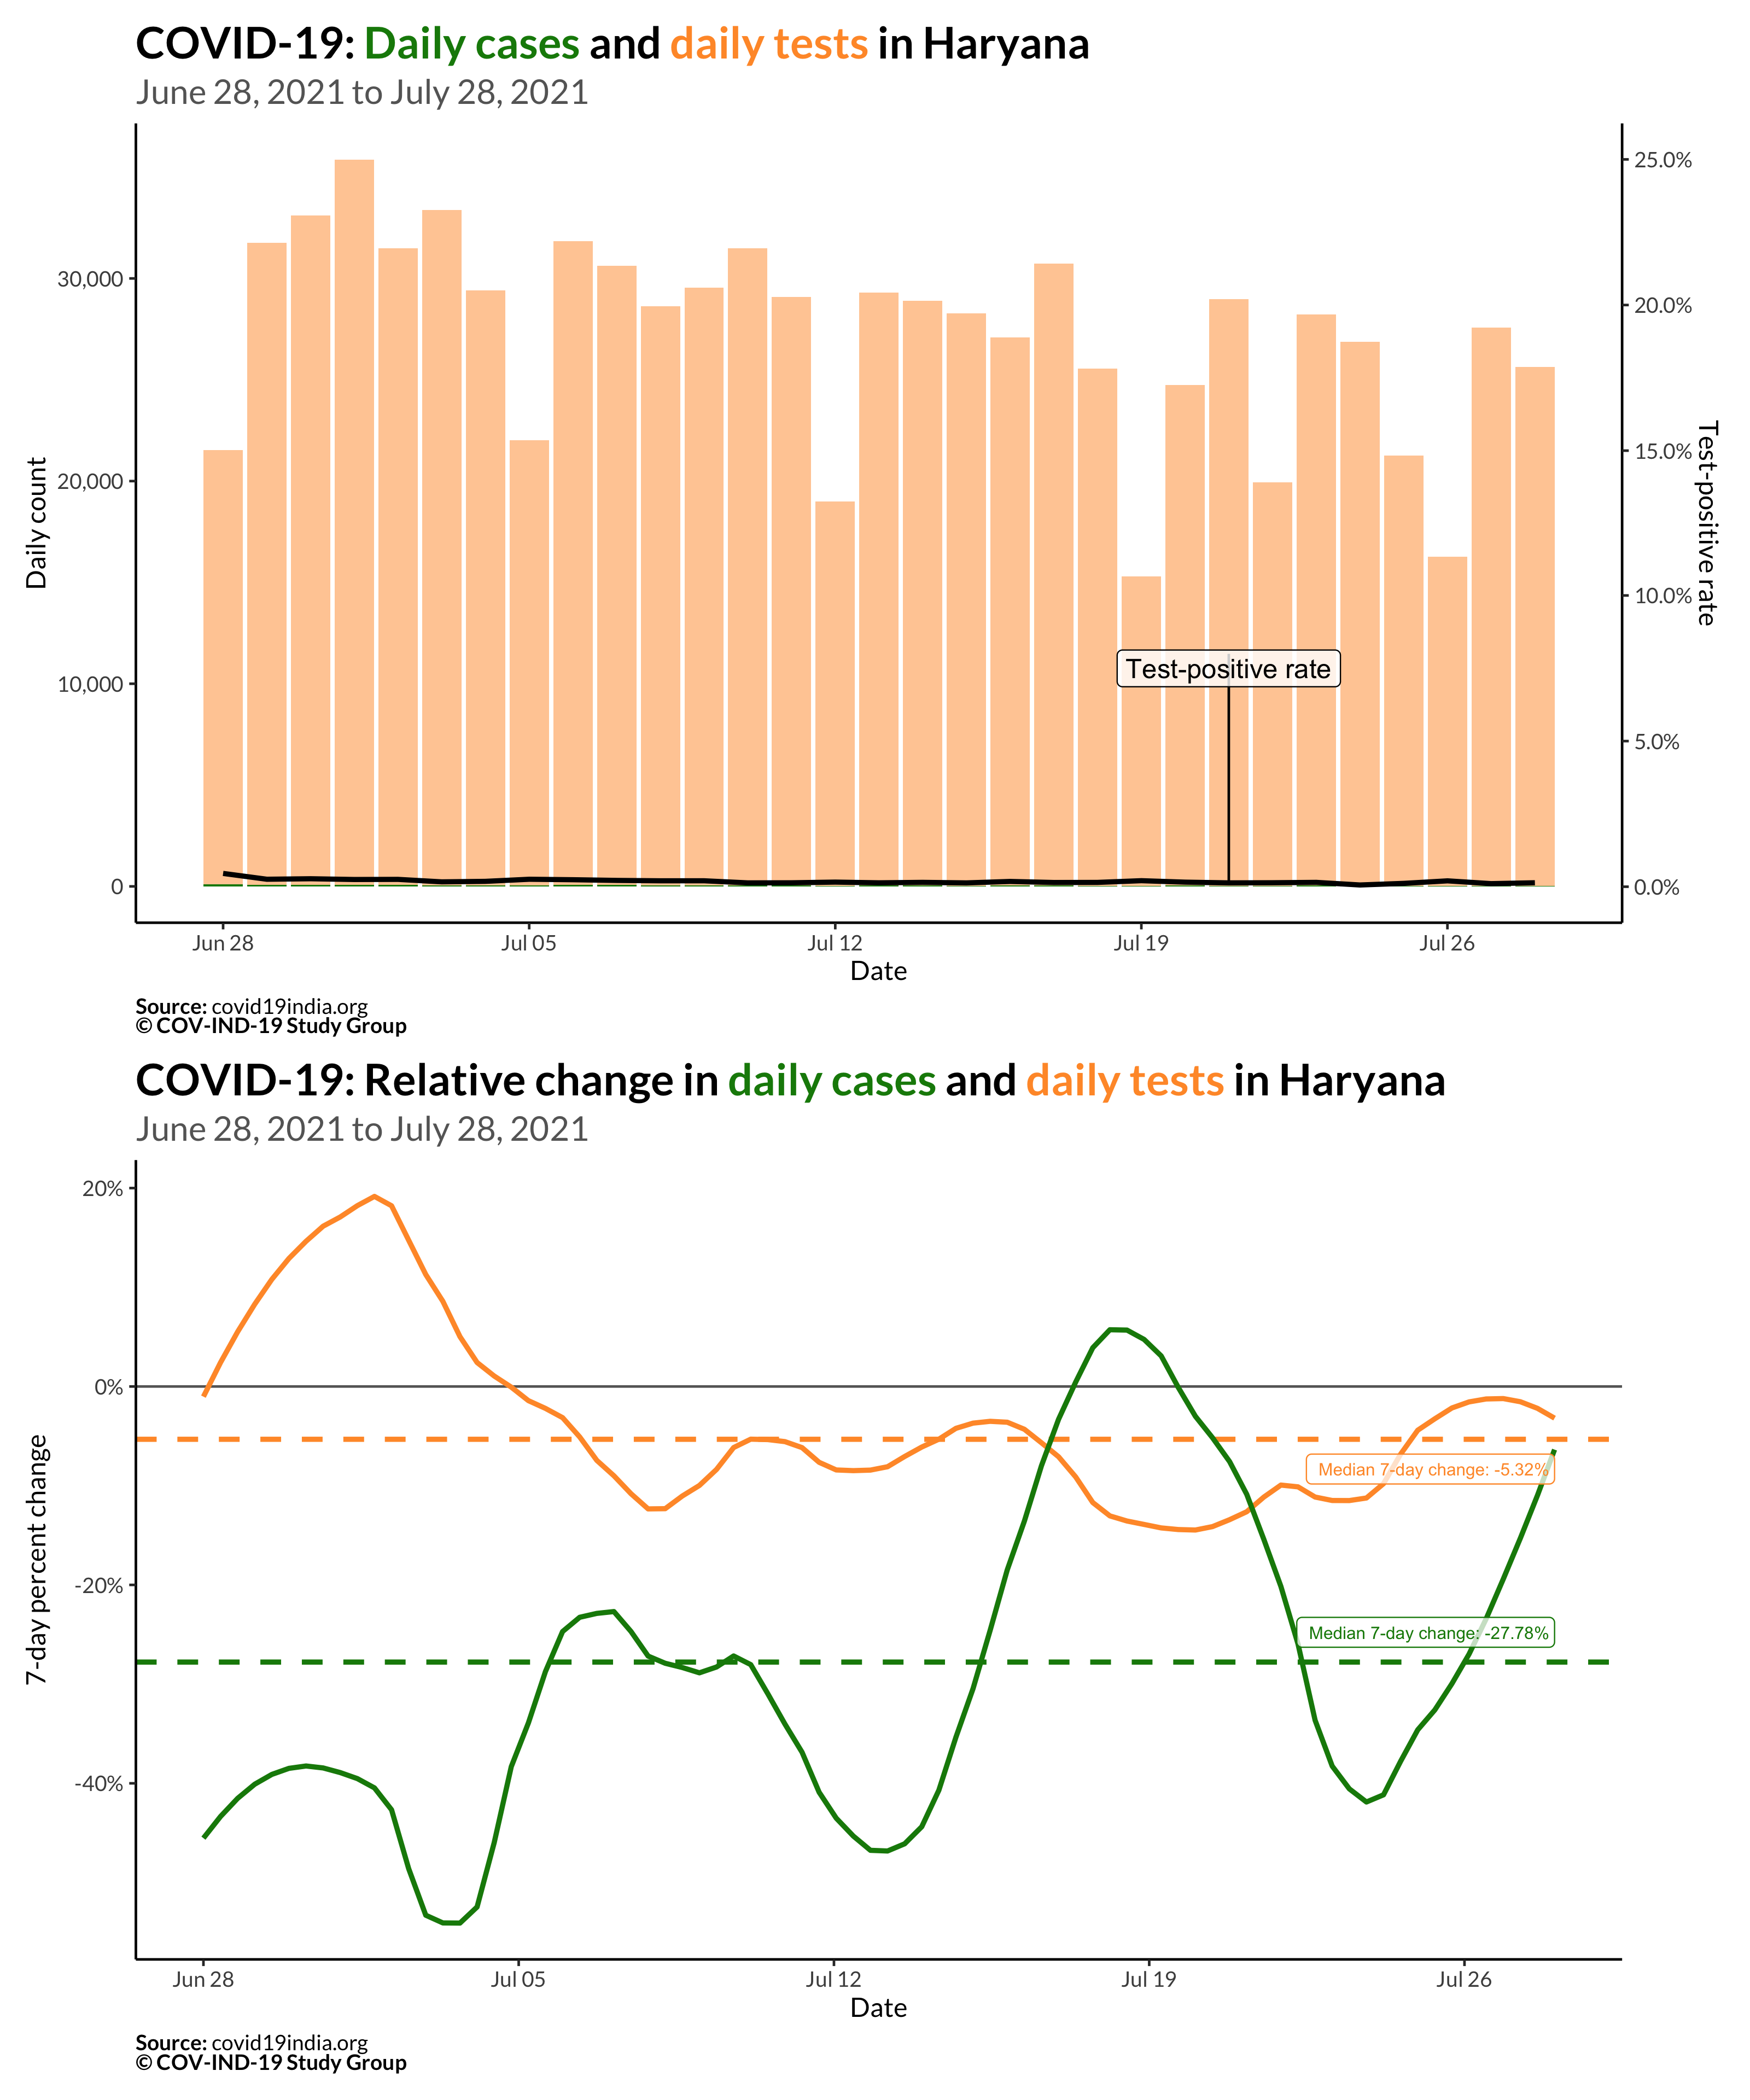 COVID-19: Daily cases and daily tests in Haryana
June 28, 2021 to July 28, 2021
Daily count
30,000
20,000
10,000
0
25.0%
20.0%
15.0%
10.0%
5.0%
0.0%
Test-positive rate
Test-positive rate
Jun 28
Jul 05
Jul 12
Jul 19
Jul 26
Date
Source: covid19india.org
© COV-IND-19 Study Group
COVID-19: Relative change in daily cases and daily tests in Haryana
June 28, 2021 to July 28, 2021
7-day percent change
20%
0%
-20%
-40%
Median 7-day change: -5.32%
Median 7-day change: -27.78%
Jun 28
Jul 05
Jul 12
Jul 19
Jul 26
Date
Source: covid19india.org
© COV-IND-19 Study Group